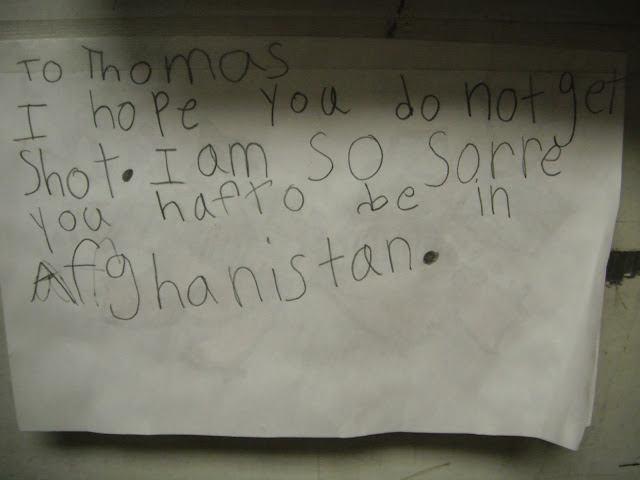 To Thomas
I hope you do not get
Shot. I am so sorre
you hafto be in
Afghanistan.